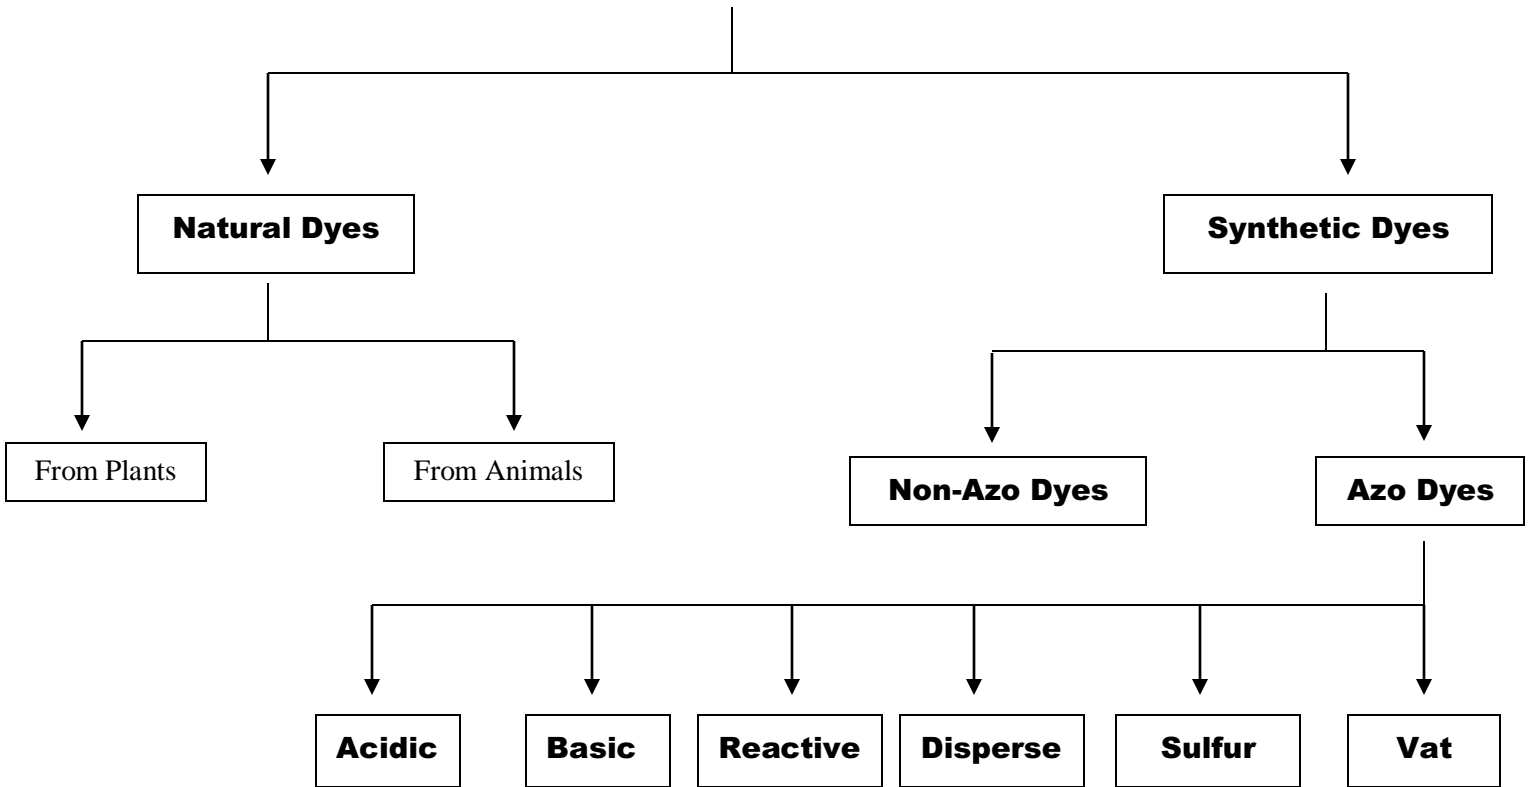 Natural Dyes
Synthetic Dyes
From Plants
From Animals
Non-Azo Dyes
Azo Dyes
Acidic
Basic
Reactive
Disperse
Sulfur
Vat